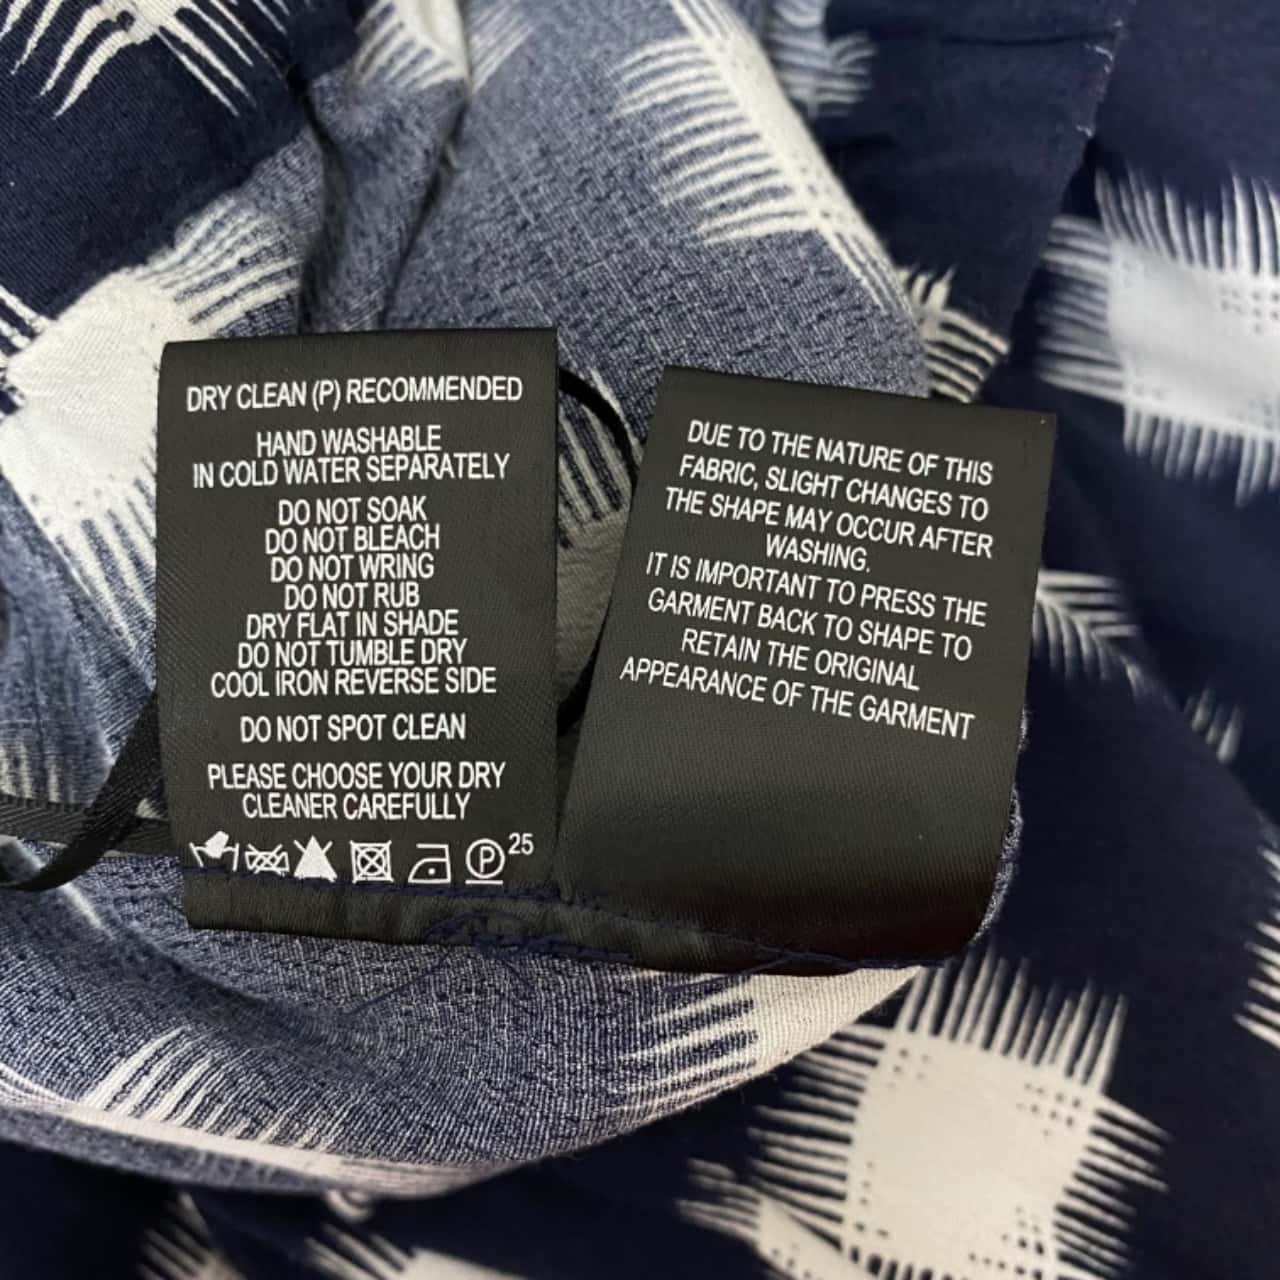 DRY CLEAN (P) RECOMMENDED
HAND WASHABLE
IN COLD WATER SEPARATELY
DO NOT SOAK
DO NOT BLEACH
DO NOT WRING
DO NOT RUB
DRY FLAT IN SHADE
DO NOT TUMBLE DRY
COOL IRON REVERSE SIDE
DO NOT SPOT CLEAN
PLEASE CHOOSE YOUR DRY
CLEANER CAREFULLY
P 25
DUE TO THE NATURE OF THIS
FABRIC, SLIGHT CHANGES TO
THE SHAPE MAY OCCUR AFTER
WASHING.
IT IS IMPORTANT TO PRESS THE
GARMENT BACK TO SHAPE TO
RETAIN THE ORIGINAL
APPEARANCE OF THE GARMENT